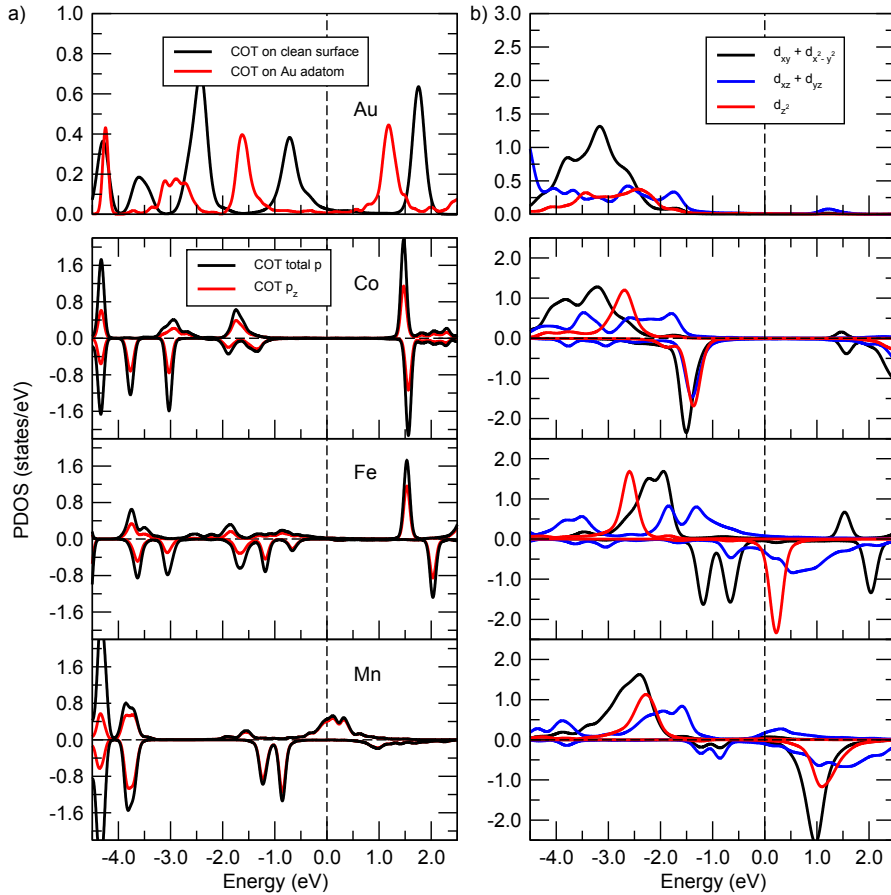 a)
b)
1.0
0.8
0.6
0.4
0.2
0.0
COT on clean surface
COT on Au adatom
Au
3.0
2.5
2.0
1.5
1.0
0.5
0.0
d_xy + d_x²-y²
d_xz + d_yz
d_z²
1.6
0.8
0.0
-0.8
-1.6
COT total p
COT p_z
Co
2.0
1.0
0.0
-1.0
-2.0
1.6
0.8
0.0
-0.8
-1.6
Fe
2.0
1.0
0.0
-1.0
-2.0
1.6
0.8
0.0
-0.8
-1.6
Mn
2.0
1.0
0.0
-1.0
-2.0
PDOS (states/eV)
-4.0 -3.0 -2.0 -1.0 0.0 1.0 2.0
-4.0 -3.0 -2.0 -1.0 0.0 1.0 2.0
Energy (eV)
Energy (eV)